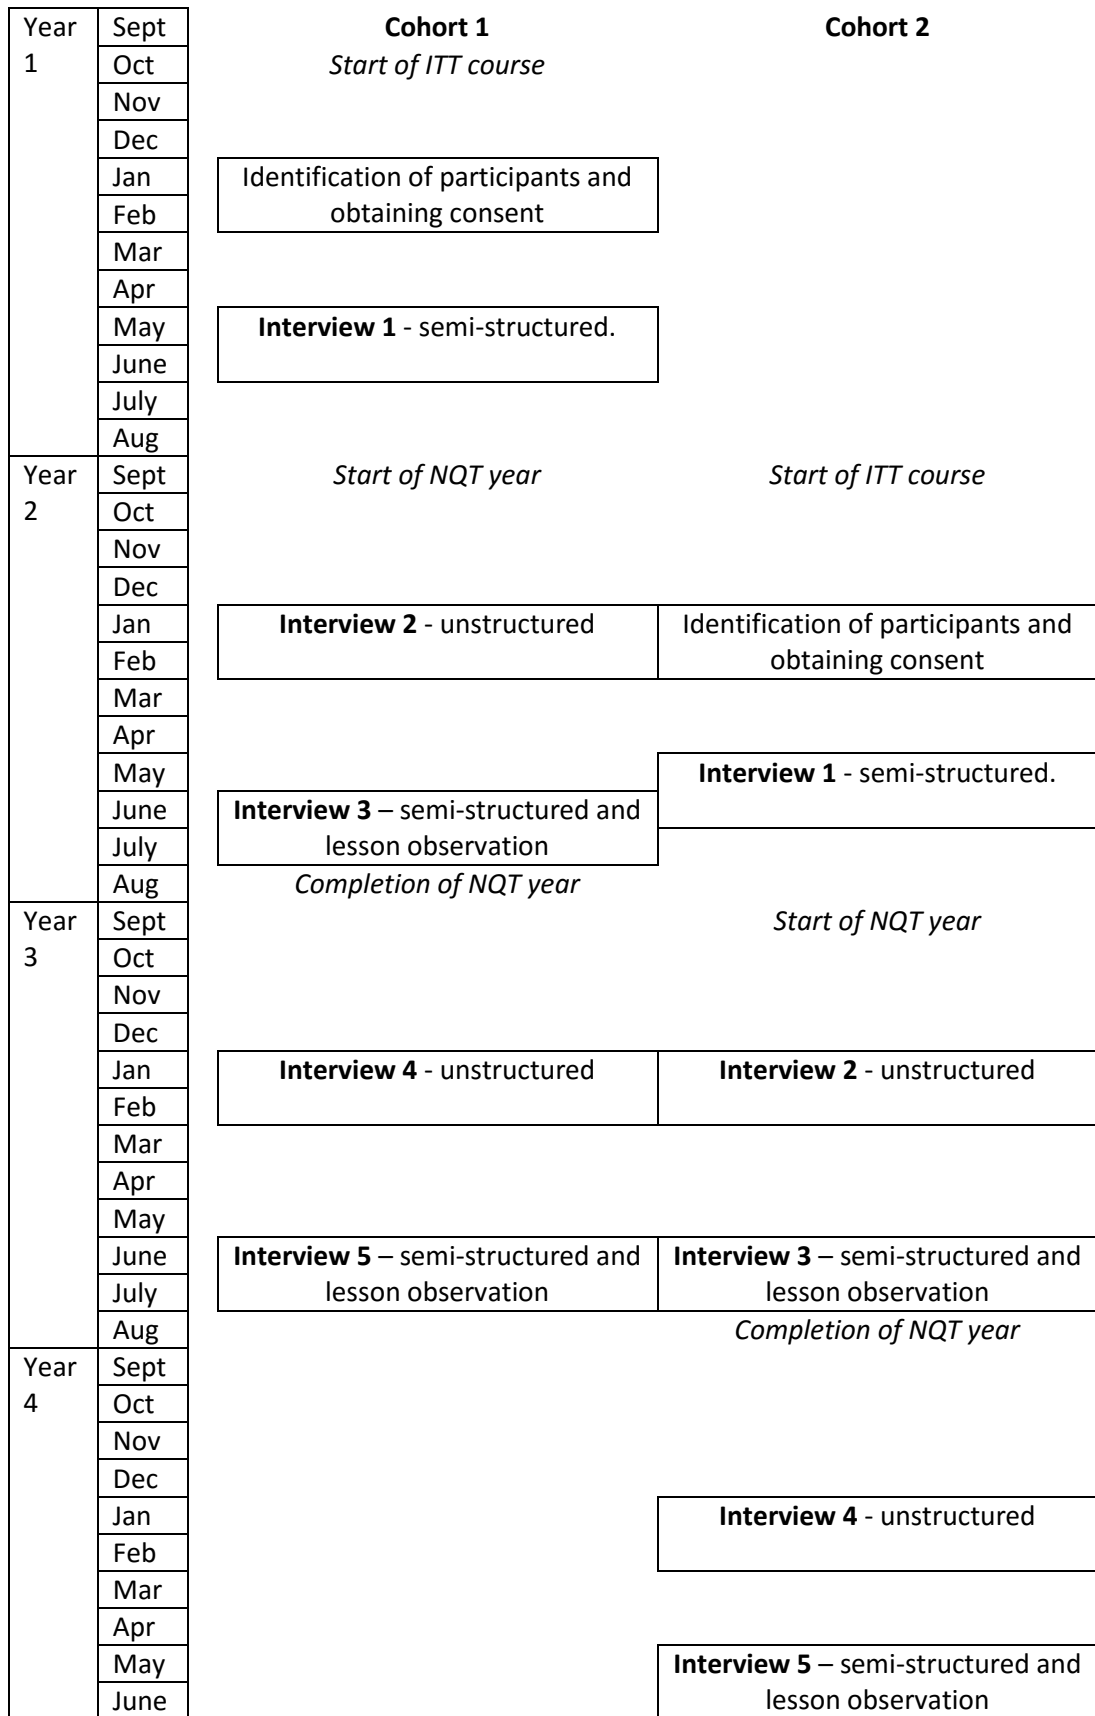 Year Sept Cohort 1 Cohort 2
1 Oct Start of ITT course
Nov
Dec
Jan Identification of participants and
Feb obtaining consent
Mar
Apr
May Interview 1 - semi-structured.
June
July
Aug
Year Sept Start of NQT year Start of ITT course
2 Oct
Nov
Dec
Jan Interview 2 - unstructured Identification of participants and
Feb obtaining consent
Mar
Apr
May Interview 1 - semi-structured.
June Interview 3 – semi-structured and
July lesson observation
Aug Completion of NQT year
Year Sept Start of NQT year
3 Oct
Nov
Dec
Jan Interview 4 - unstructured Interview 2 - unstructured
Feb
Mar
Apr
May
June Interview 5 – semi-structured and Interview 3 – semi-structured and
July lesson observation lesson observation
Aug Completion of NQT year
Year Sept
4 Oct
Nov
Dec
Jan Interview 4 - unstructured
Feb
Mar
Apr
May Interview 5 – semi-structured and
June lesson observation